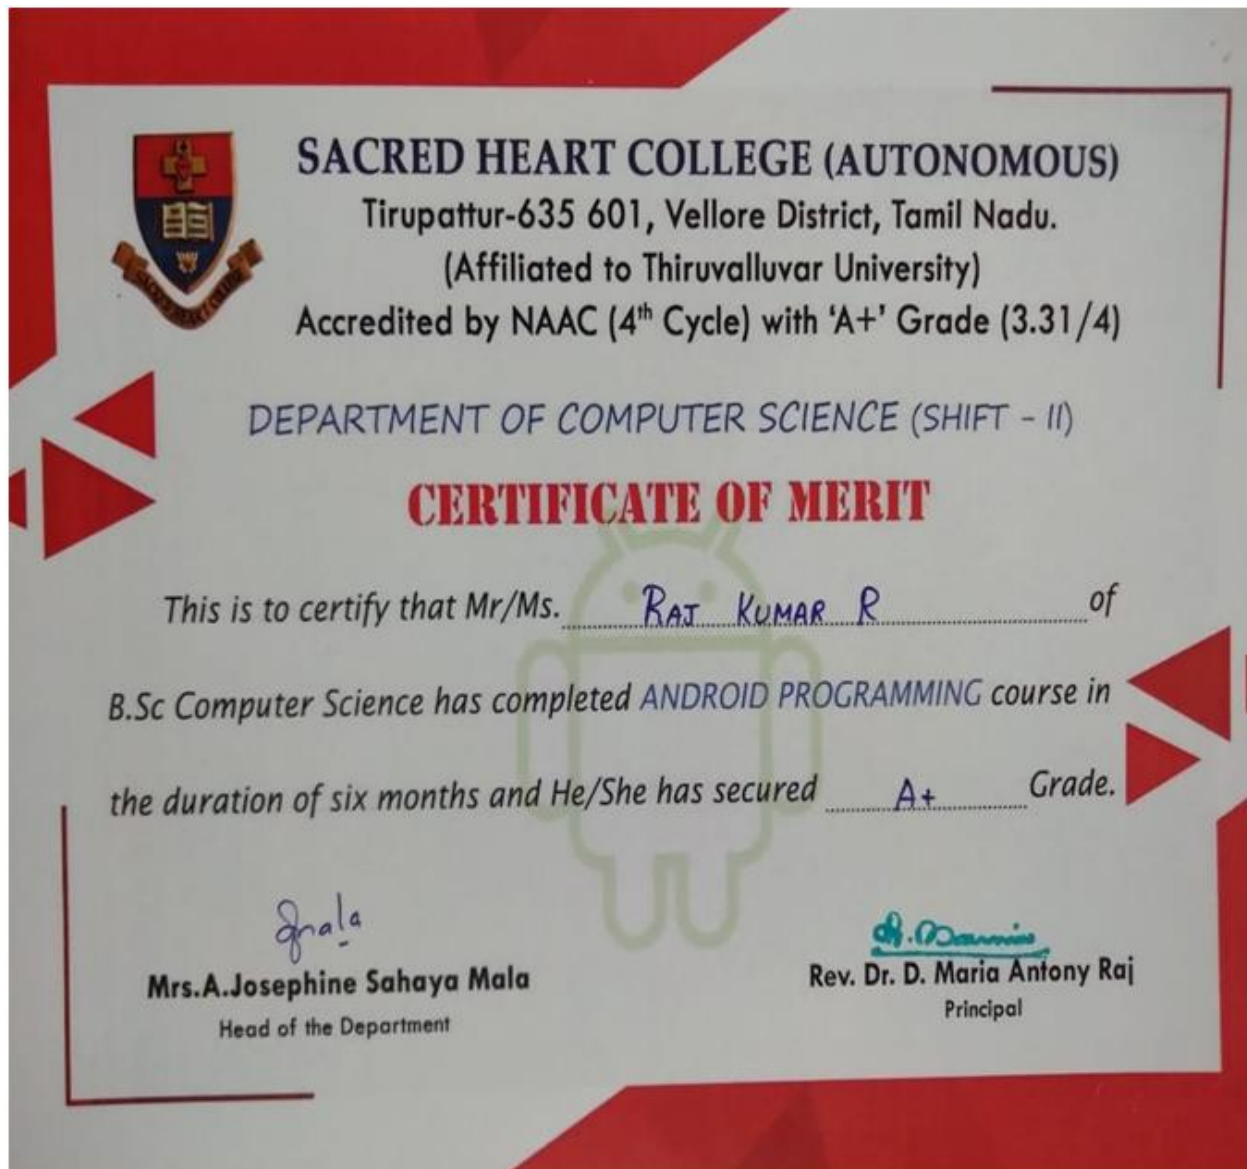 SACRED HEART COLLEGE (AUTONOMOUS)
Tirupattur-635 601, Vellore District, Tamil Nadu.
(Affiliated to Thiruvalluvar University)
Accredited by NAAC (4th Cycle) with ‘A+’ Grade (3.31/4)
DEPARTMENT OF COMPUTER SCIENCE (SHIFT - II)
CERTIFICATE OF MERIT
This is to certify that Mr/Ms. RAJ KUMAR R of
B.Sc Computer Science has completed ANDROID PROGRAMMING course in
the duration of six months and He/She has secured A+ Grade.
Mrs.A.Josephine Sahaya Mala
Head of the Department
Rev. Dr. D. Maria Antony Raj
Principal